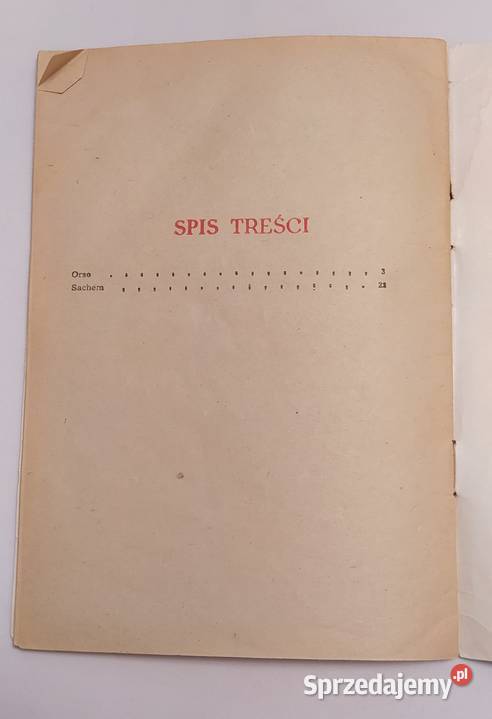 SPIS TREŚCI
Orso . . . . . . . . . . . . . . . . . . 3
Sachem . . . . . . . . . . . . . . . . . 21
Sprzedajemy.pl